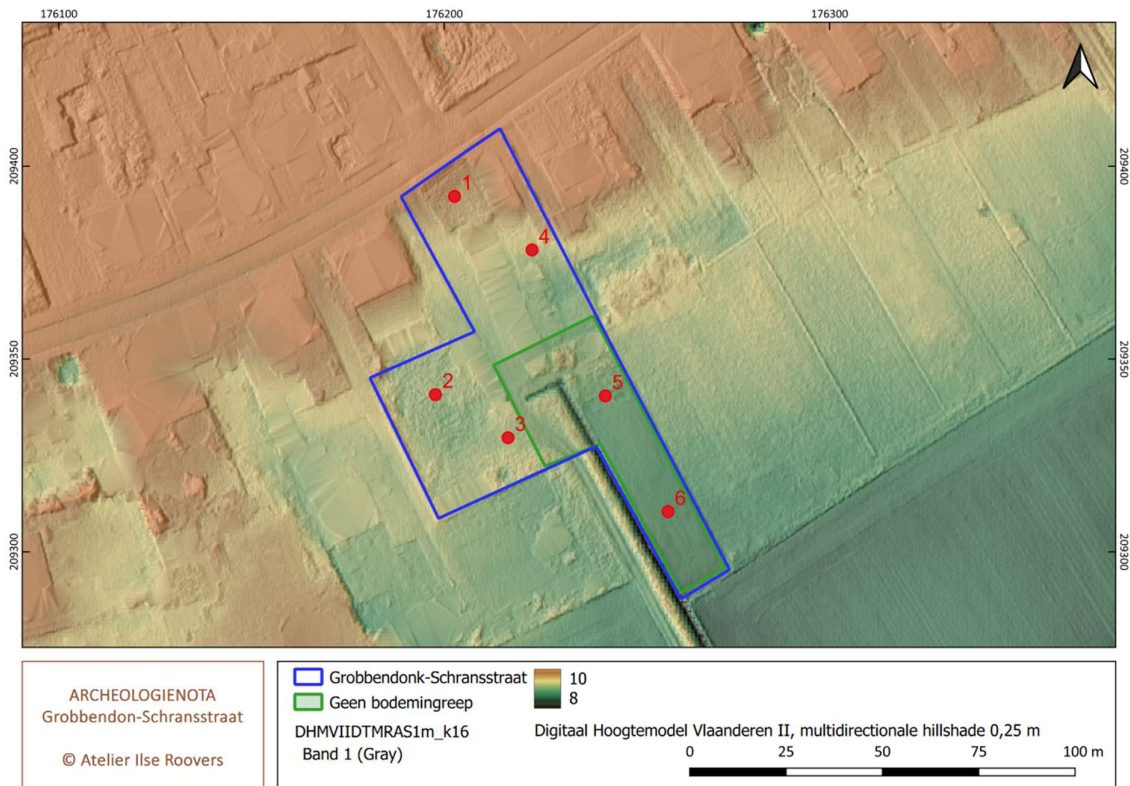 176100
176200
176300
209400
209400
1
4
209350
209350
2
5
3
6
209300
209300
ARCHEOLOGIENOTA
Grobbendon-Schransstraat
© Atelier Ilse Roovers
Grobbendonk-Schransstraat
Geen bodemingreep
DHMVIIDTMRAS1m_k16
Band 1 (Gray)
10
8
Digitaal Hoogtemodel Vlaanderen II, multidirectionale hillshade 0,25 m
0 25 50 75 100 m